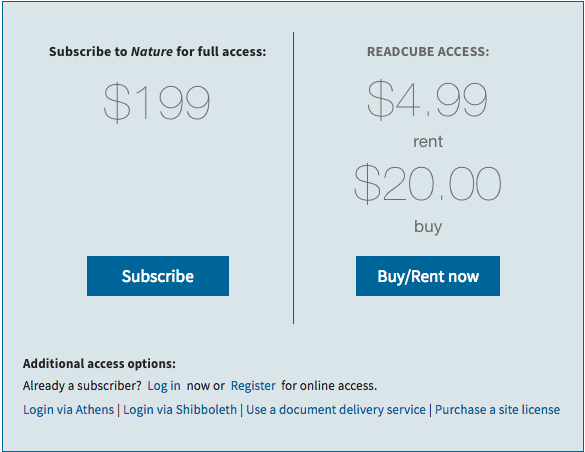 Subscribe to Nature for full access:
$199
Subscribe
READCUBE ACCESS:
$4.99
rent
$20.00
buy
Buy/Rent now
Additional access options:
Already a subscriber? Log in now or Register for online access.
Login via Athens | Login via Shibboleth | Use a document delivery service | Purchase a site license